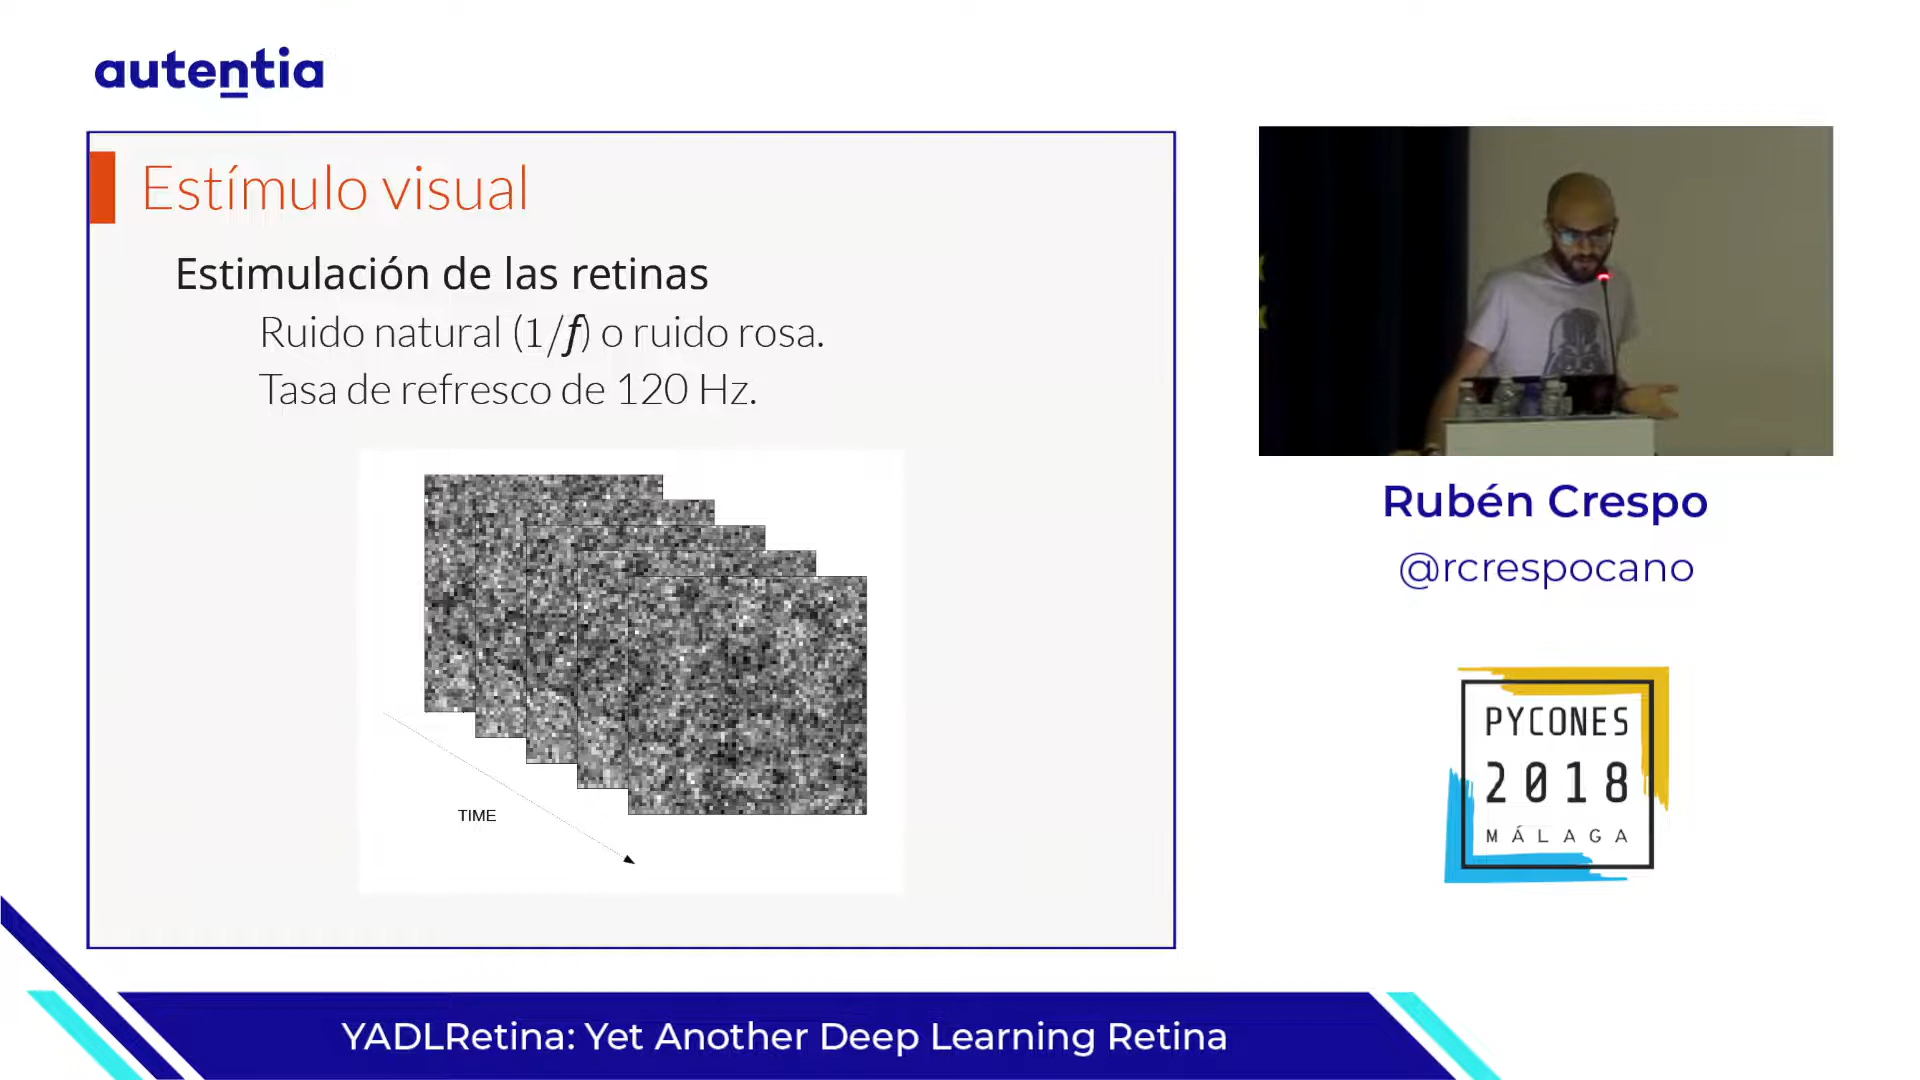 autentia
Estímulo visual
Estimulación de las retinas
Ruido natural (1/f) o ruido rosa.
Tasa de refresco de 120 Hz.
TIME
Rubén Crespo
@rcrespocano
PYCONES
2018
MÁLAGA
YADLRetina: Yet Another Deep Learning Retina